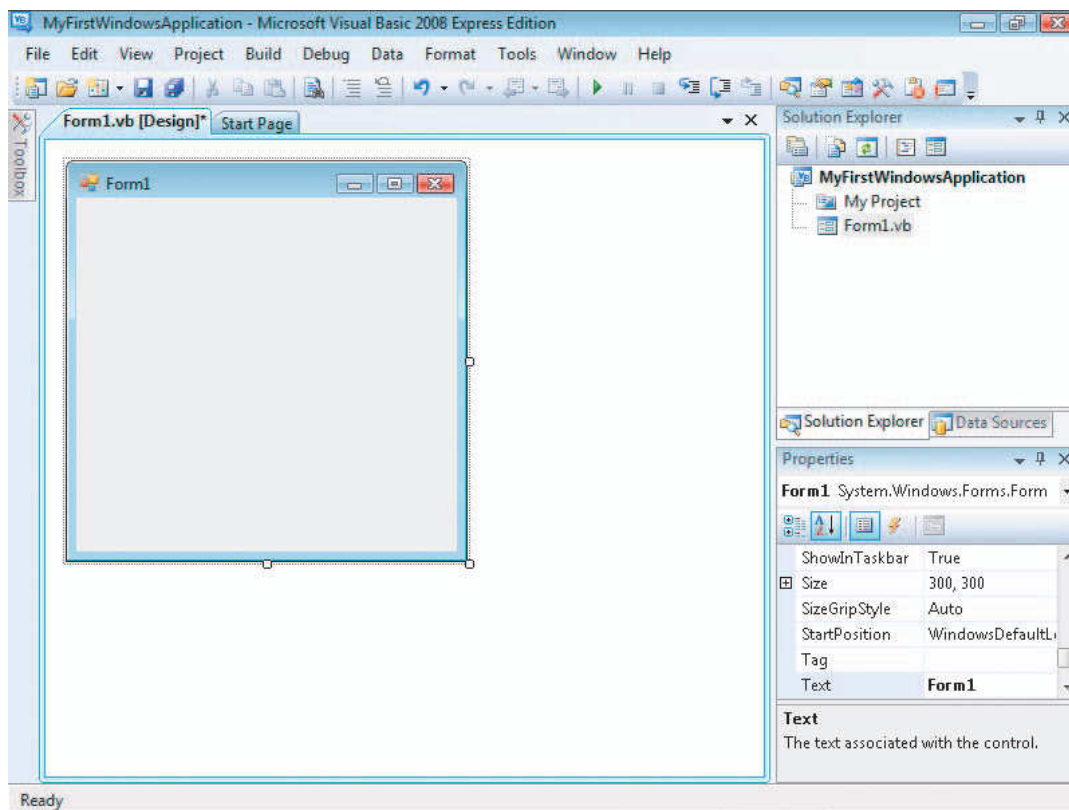 MyFirstWindowsApplication - Microsoft Visual Basic 2008 Express Edition
File Edit View Project Build Debug Data Format Tools Window Help
Form1.vb [Design]* Start Page
Toolbox
Form1
Solution Explorer
MyFirstWindowsApplication
My Project
Form1.vb
Solution Explorer Data Sources
Properties
Form1 System.Windows.Forms.Form
ShowInTaskbar True
Size 300, 300
SizeGripStyle Auto
StartPosition WindowsDefaultL
Tag
Text Form1
Text
The text associated with the control.
Ready